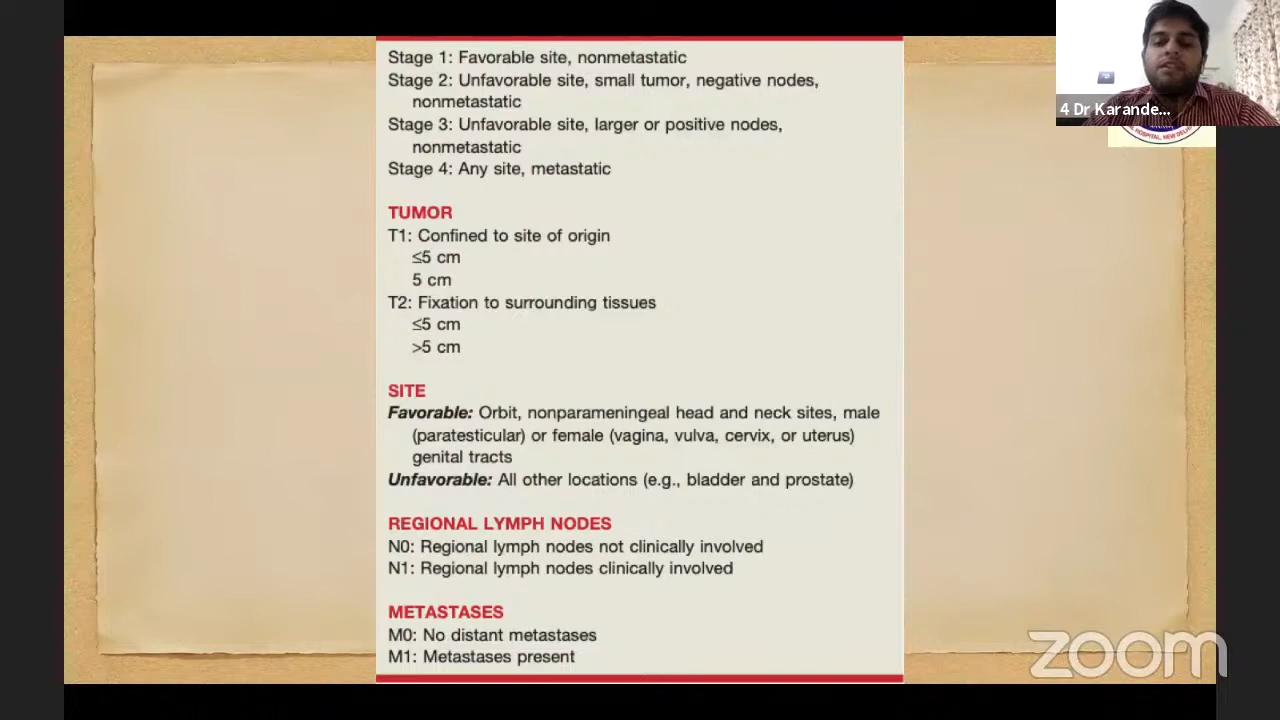 Stage 1: Favorable site, nonmetastatic
Stage 2: Unfavorable site, small tumor, negative nodes,
nonmetastatic
Stage 3: Unfavorable site, larger or positive nodes,
nonmetastatic
Stage 4: Any site, metastatic
TUMOR
T1: Confined to site of origin
≤5 cm
5 cm
T2: Fixation to surrounding tissues
≤5 cm
>5 cm
SITE
Favorable: Orbit, nonparameningeal head and neck sites, male
(paratesticular) or female (vagina, vulva, cervix, or uterus)
genital tracts
Unfavorable: All other locations (e.g., bladder and prostate)
REGIONAL LYMPH NODES
N0: Regional lymph nodes not clinically involved
N1: Regional lymph nodes clinically involved
METASTASES
M0: No distant metastases
M1: Metastases present
4 Dr Karande...
HOSPITAL, NEW DELHI
zoom